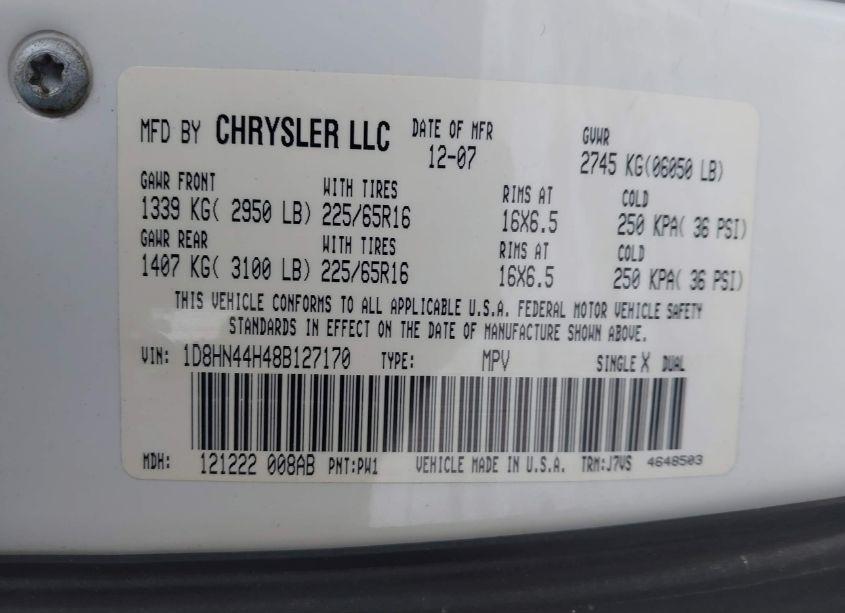 MFD BY CHRYSLER LLC DATE OF MFR 12-07 GVWR 2745 KG(06050 LB)
GAWR FRONT WITH TIRES RIMS AT COLD
1339 KG( 2950 LB) 225/65R16 16X6.5 250 KPA( 36 PSI)
GAWR REAR WITH TIRES RIMS AT COLD
1407 KG( 3100 LB) 225/65R16 16X6.5 250 KPA( 36 PSI)
THIS VEHICLE CONFORMS TO ALL APPLICABLE U.S.A. FEDERAL MOTOR VEHICLE SAFETY
STANDARDS IN EFFECT ON THE DATE OF MANUFACTURE SHOWN ABOVE.
VIN: 1D8HN44H48B127170 TYPE: MPV SINGLE X DUAL
MDH: 121222 008AB PNT:PW1 VEHICLE MADE IN U.S.A. TRM:J7VS 4648503